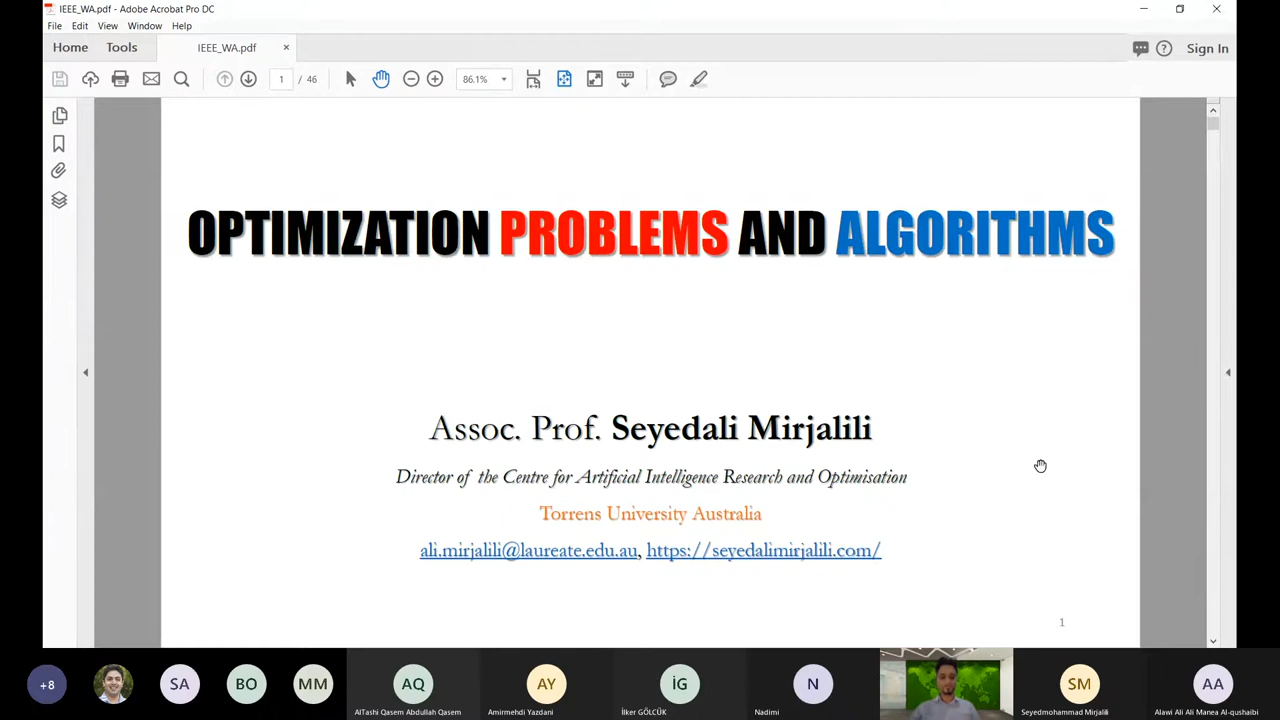 IEEE_WA.pdf - Adobe Acrobat Pro DC
File Edit View Window Help
Home Tools IEEE_WA.pdf × Sign In
1 / 46 86.1%
OPTIMIZATION PROBLEMS AND ALGORITHMS
Assoc. Prof. Seyedali Mirjalili
Director of the Centre for Artificial Intelligence Research and Optimisation
Torrens University Australia
ali.mirjalili@laureate.edu.au, https://seyedalimirjalili.com/
1
+8 SA BO MM AQ AY İG N SM AA
AlTashi Qasem Abdullah Qasem Amirmehdi Yazdani İlker GÖLCÜK Nadimi Seyedmohammad Mirjalili Alawi Ali Ali Manea Al-qushaibi